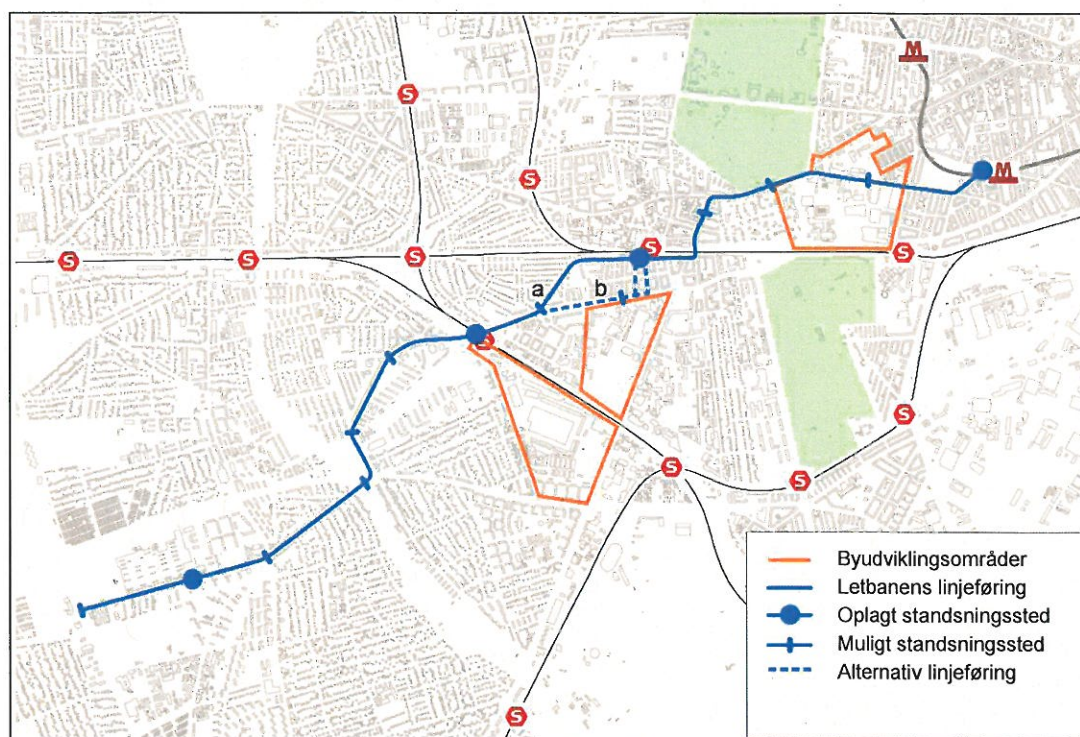 M
S
S
M
S
S
S
S
S
S
a
b
S
S
S
S
S
Byudviklingsområder
Letbanens linjeføring
Oplagt standsningssted
Muligt standsningssted
Alternativ linjeføring